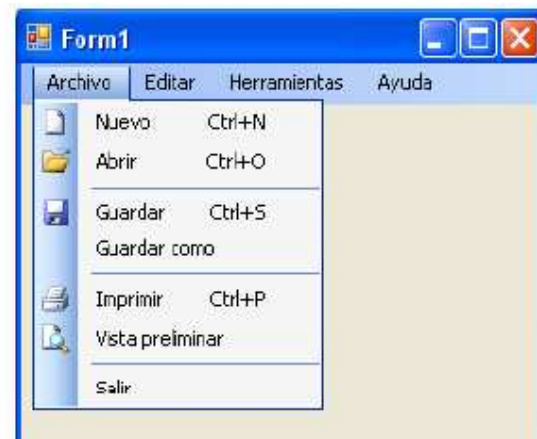 Form1
Archivo Editar Herramientas Ayuda
Nuevo Ctrl+N
Abrir Ctrl+O
Guardar Ctrl+S
Guardar como
Imprimir Ctrl+P
Vista preliminar
Salir